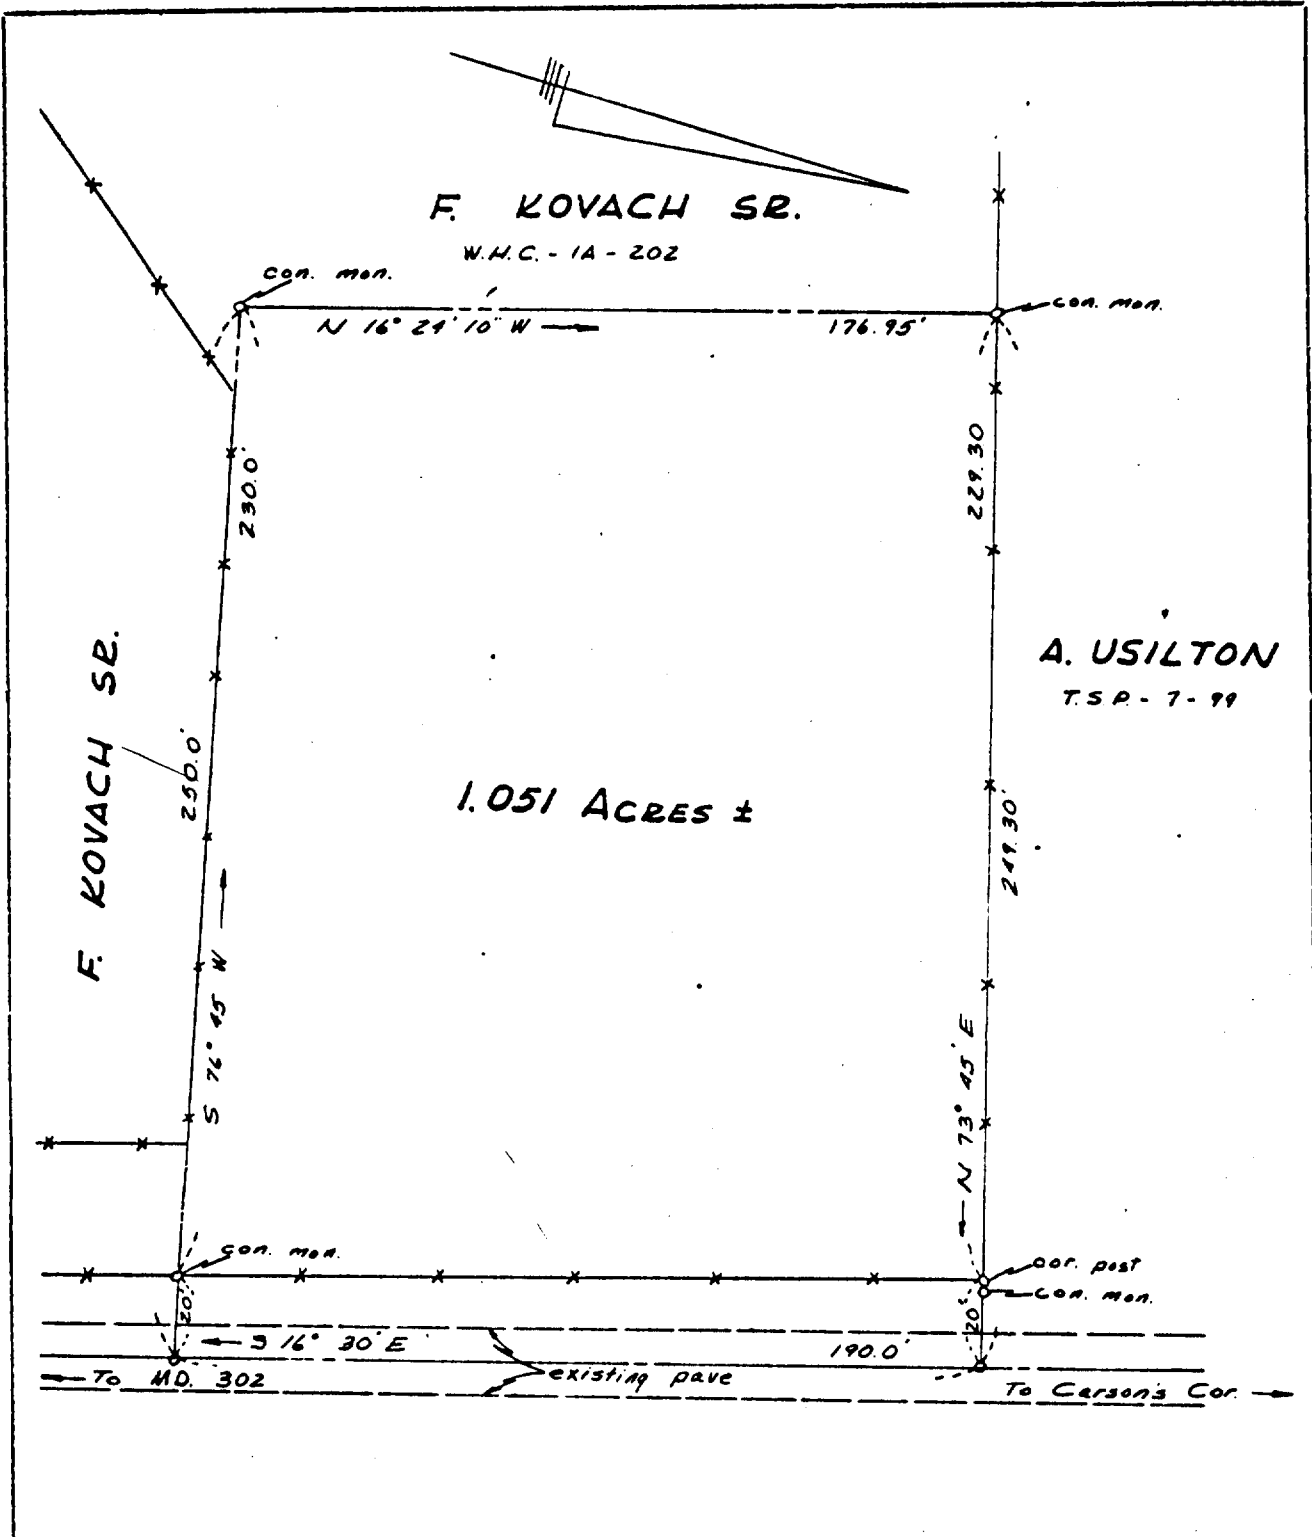 F. KOVACH SR.
W.H.C. - 1A - 202
con. mon.
con. mon.
N 16° 24' 10" W
176.95'
230.0'
229.30
F. KOVACH SR.
250.0'
A. USILTON
T.S.P. - 7 - 99
1.051 ACRES ±
249.30'
S 76° 45 W
N 73° 45' E
con. mon.
cor. post
con. mon.
20'
20'
S 16° 30' E
190.0'
existing pave
To MD. 302
To Carson's Cor.